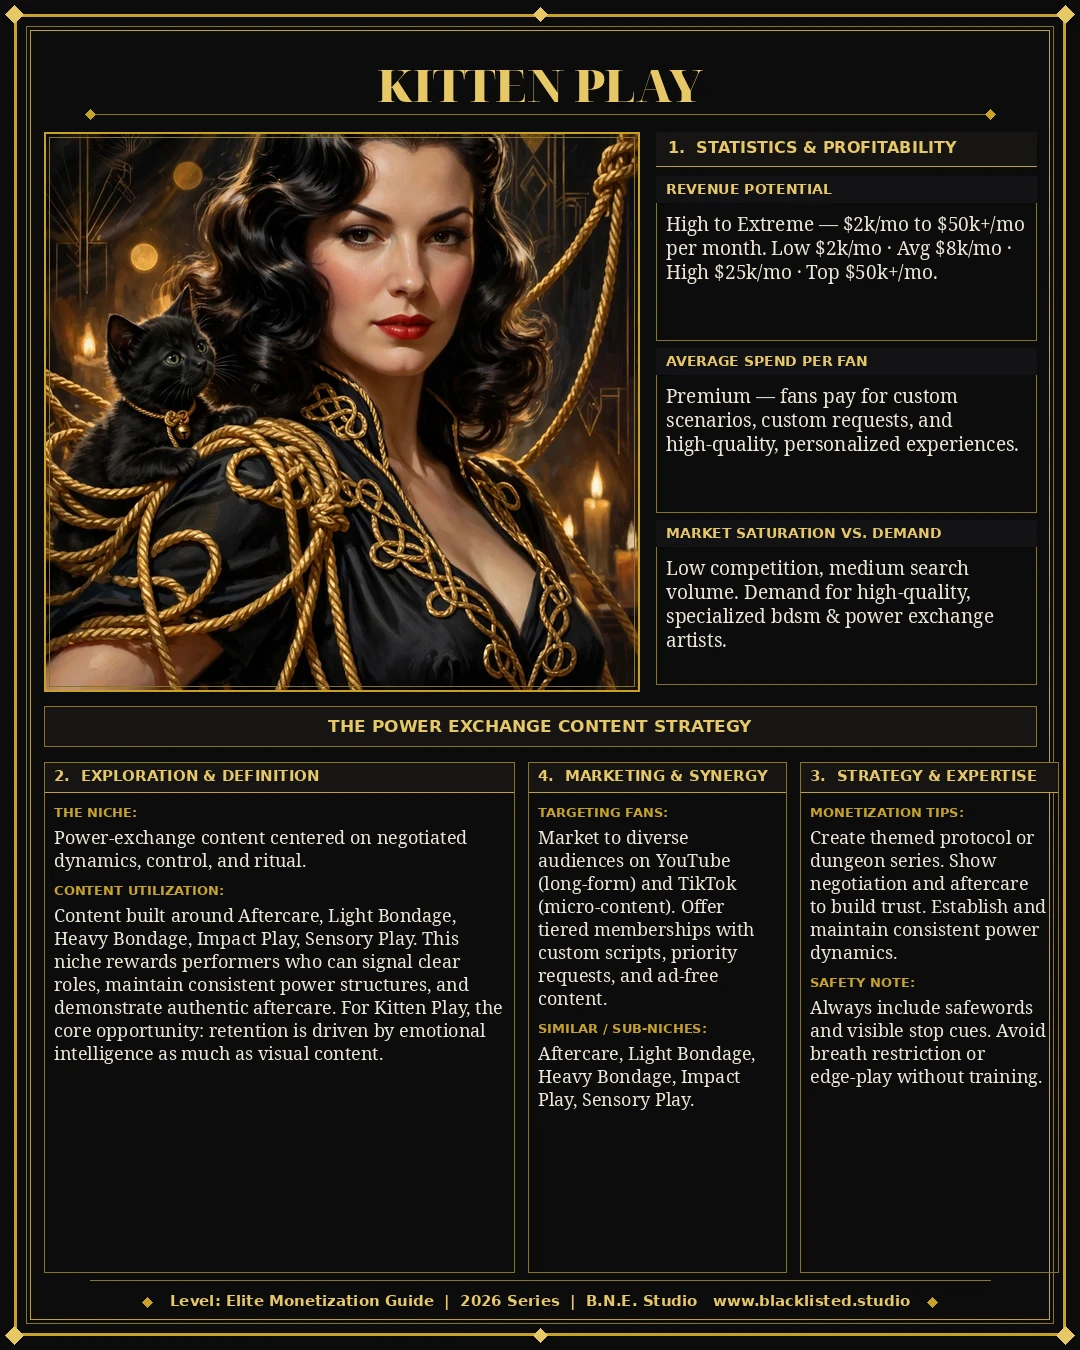 KITTEN PLAY
1. STATISTICS & PROFITABILITY
REVENUE POTENTIAL
High to Extreme — $2k/mo to $50k+/mo
per month. Low $2k/mo · Avg $8k/mo ·
High $25k/mo · Top $50k+/mo.
AVERAGE SPEND PER FAN
Premium — fans pay for custom
scenarios, custom requests, and
high-quality, personalized experiences.
MARKET SATURATION VS. DEMAND
Low competition, medium search
volume. Demand for high-quality,
specialized bdsm & power exchange
artists.
THE POWER EXCHANGE CONTENT STRATEGY
2. EXPLORATION & DEFINITION
THE NICHE:
Power-exchange content centered on negotiated
dynamics, control, and ritual.
CONTENT UTILIZATION:
Content built around Aftercare, Light Bondage,
Heavy Bondage, Impact Play, Sensory Play. This
niche rewards performers who can signal clear
roles, maintain consistent power structures, and
demonstrate authentic aftercare. For Kitten Play, the
core opportunity: retention is driven by emotional
intelligence as much as visual content.
4. MARKETING & SYNERGY
TARGETING FANS:
Market to diverse
audiences on YouTube
(long-form) and TikTok
(micro-content). Offer
tiered memberships with
custom scripts, priority
requests, and ad-free
content.
SIMILAR / SUB-NICHES:
Aftercare, Light Bondage,
Heavy Bondage, Impact
Play, Sensory Play.
3. STRATEGY & EXPERTISE
MONETIZATION TIPS:
Create themed protocol or
dungeon series. Show
negotiation and aftercare
to build trust. Establish and
maintain consistent power
dynamics.
SAFETY NOTE:
Always include safewords
and visible stop cues. Avoid
breath restriction or
edge-play without training.
Level: Elite Monetization Guide | 2026 Series | B.N.E. Studio www.blacklisted.studio